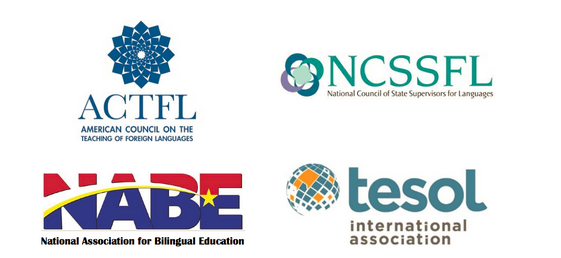 ACTFL
AMERICAN COUNCIL ON THE
TEACHING OF FOREIGN LANGUAGES
NCSSFL
National Council of State Supervisors for Languages
NABE
National Association for Bilingual Education
tesol
international
association